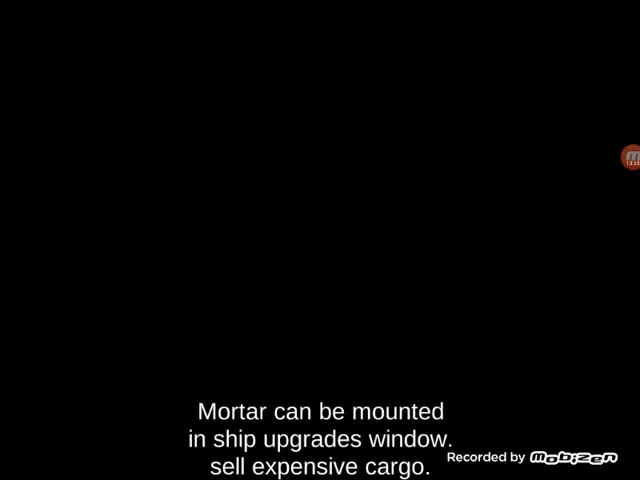 Mortar can be mounted
in ship upgrades window.
sell expensive cargo.
Recorded by mobizen